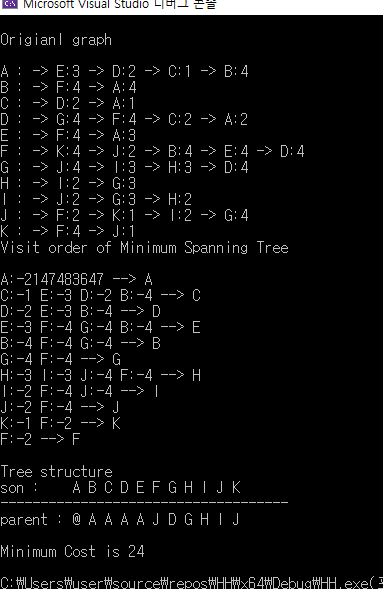 Microsoft Visual Studio 디버그 콘솔
Origianl graph
A : -> E:3 -> D:2 -> C:1 -> B:4
B : -> F:4 -> A:4
C : -> D:2 -> A:1
D : -> G:4 -> F:4 -> C:2 -> A:2
E : -> F:4 -> A:3
F : -> K:4 -> J:2 -> B:4 -> E:4 -> D:4
G : -> J:4 -> I:3 -> H:3 -> D:4
H : -> I:2 -> G:3
I : -> J:2 -> G:3 -> H:2
J : -> F:2 -> K:1 -> I:2 -> G:4
K : -> F:4 -> J:1
Visit order of Minimum Spanning Tree
A:-2147483647 --> A
C:-1 E:-3 D:-2 B:-4 --> C
D:-2 E:-3 B:-4 --> D
E:-3 F:-4 G:-4 B:-4 --> E
B:-4 F:-4 G:-4 --> B
G:-4 F:-4 --> G
H:-3 I:-3 J:-4 F:-4 --> H
I:-2 F:-4 J:-4 --> I
J:-2 F:-4 --> J
K:-1 F:-2 --> K
F:-2 --> F
Tree structure
son : A B C D E F G H I J K
-----------------------------------
parent : @ A A A A J D G H I J
Minimum Cost is 24
C:₩Users₩user₩source₩repos₩HH₩x64₩Debug₩HH.exe(